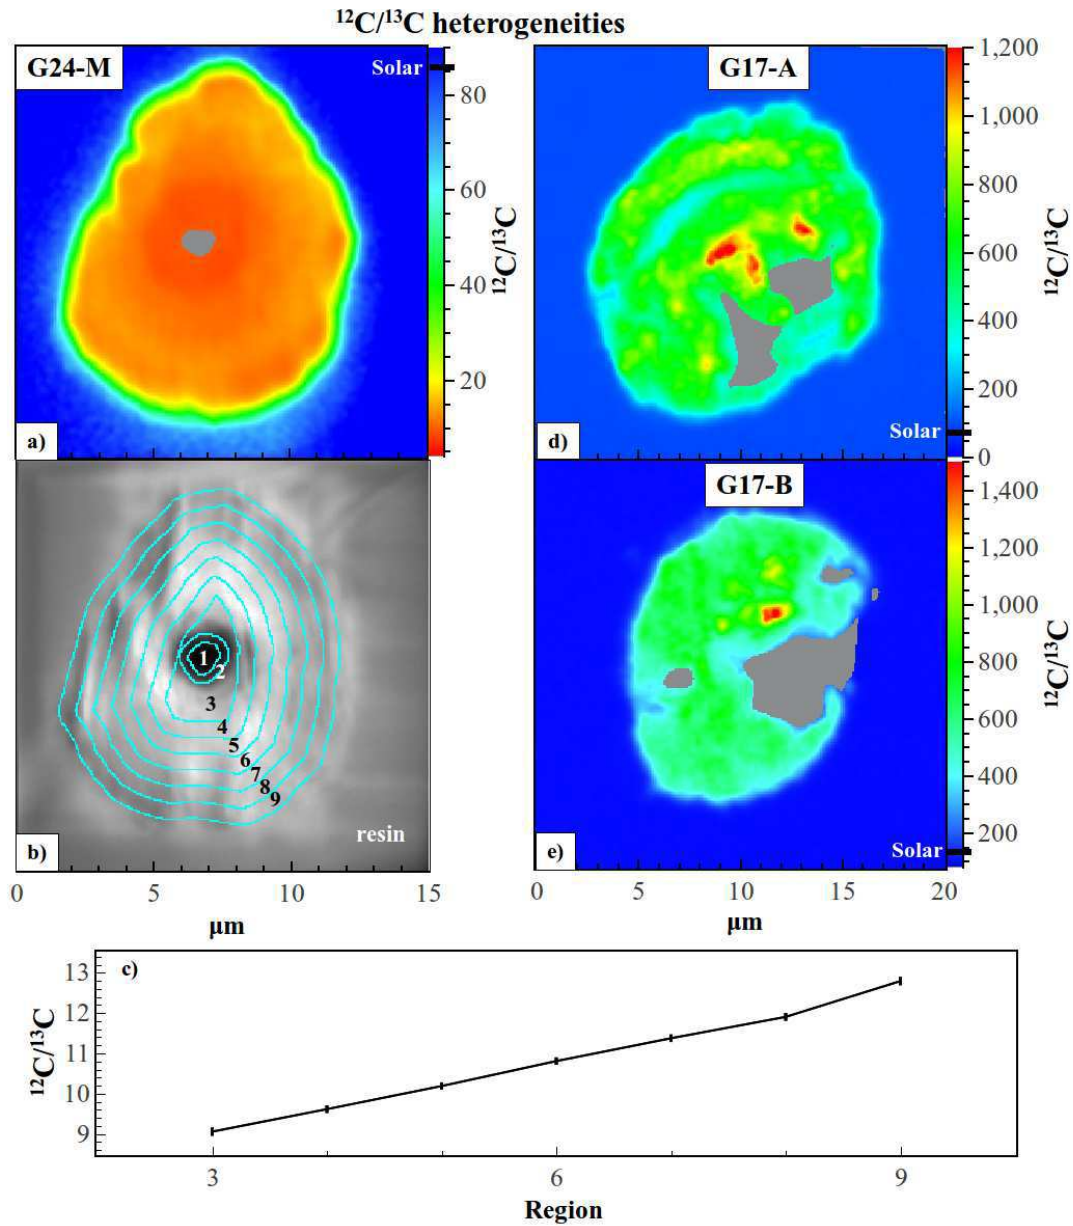 ¹²C/¹³C heterogeneities
G24-M
Solar
80
60
40
20
¹²C/¹³C
a)
G17-A
1,200
1,000
800
600
400
200
0
¹²C/¹³C
Solar
d)
1
2
3
4
5
6
7
8
9
resin
b)
0
5
10
15
µm
G17-B
1,400
1,200
1,000
800
600
400
200
¹²C/¹³C
Solar
e)
0
5
10
15
20
µm
c)
13
12
11
10
9
¹²C/¹³C
3
6
9
Region